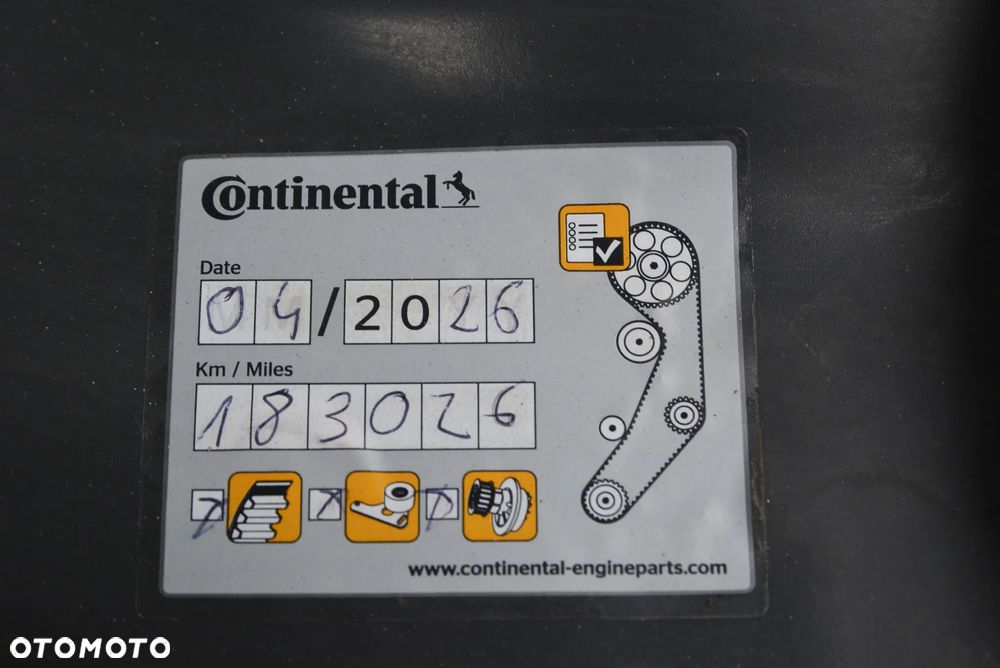 Continental
Date
04/2026
Km / Miles
183026
www.continental-engineparts.com
OTOMOTO